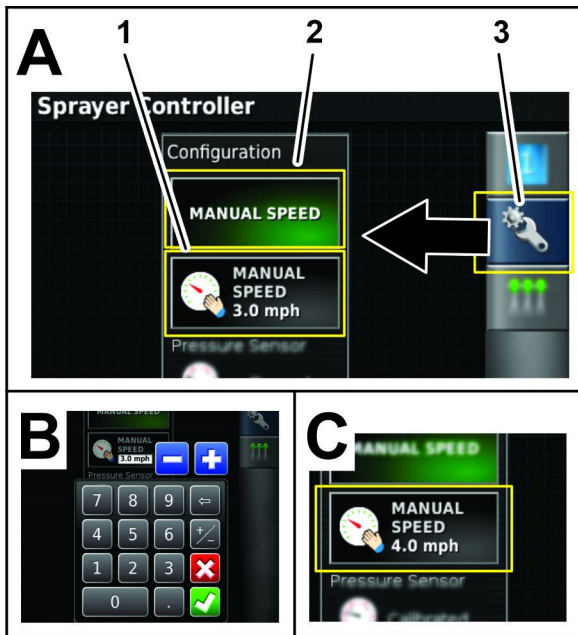 1
2
3
A
Sprayer Controller
Configuration
MANUAL SPEED
MANUAL
SPEED
3.0 mph
Pressure Sensor
1
B
MANUAL SPEED
MANUAL
SPEED
3.0 mph
Pressure Sensor
7 8 9
4 5 6 +/-
1 2 3
0 .
C
MANUAL SPEED
MANUAL
SPEED
4.0 mph
Pressure Sensor
Calibrated